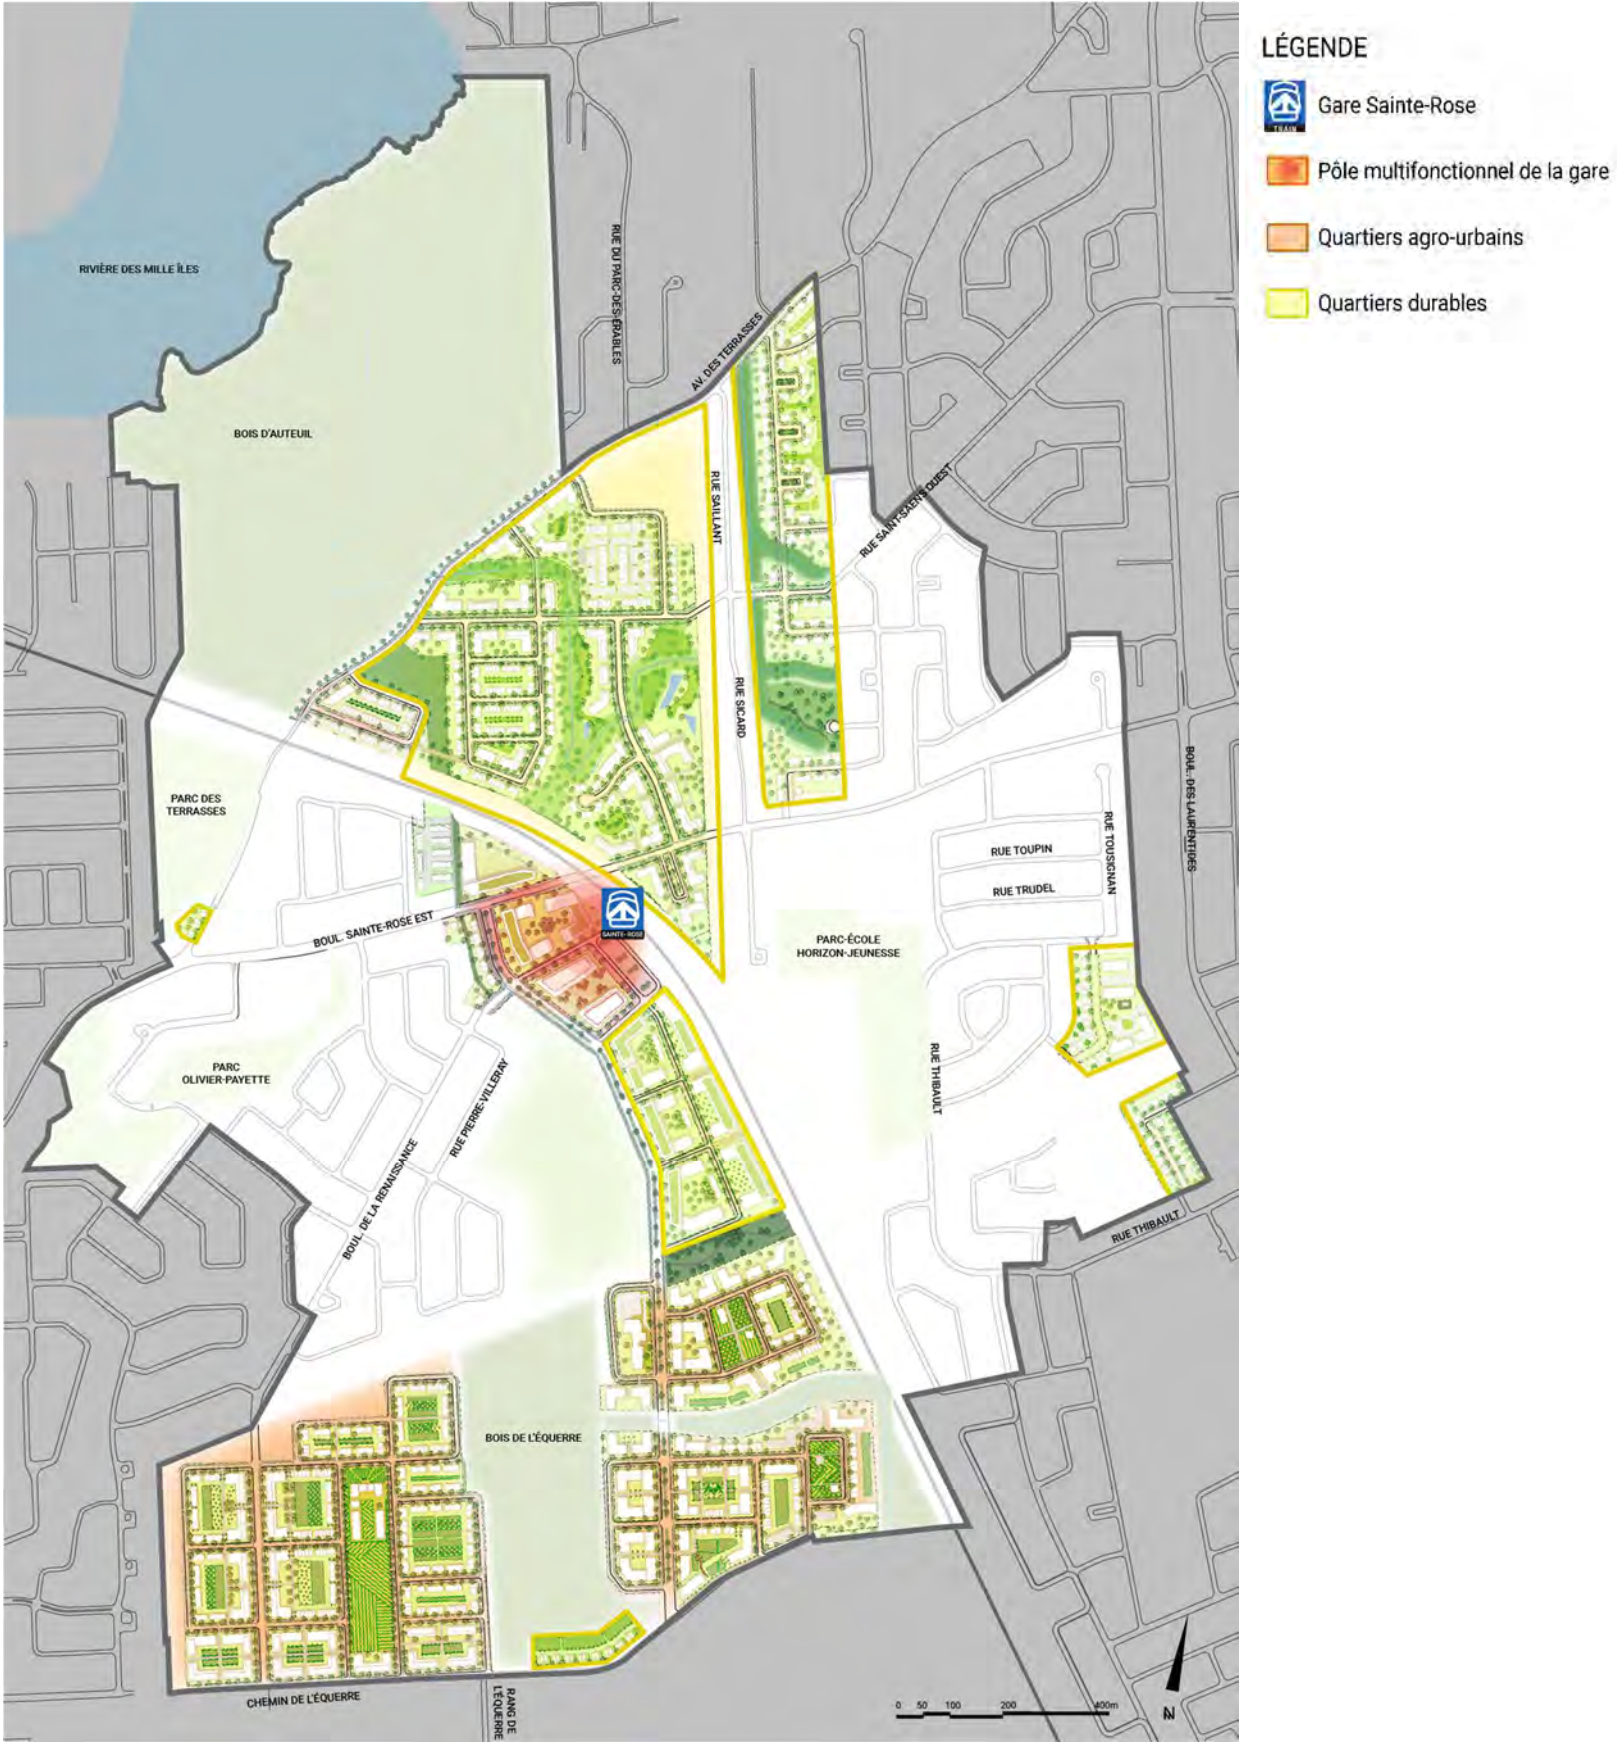 LÉGENDE
TRAIN
Gare Sainte-Rose
Pôle multifonctionnel de la gare
Quartiers agro-urbains
Quartiers durables
RIVIÈRE DES MILLE ÎLES
RUE DU PARC-DES-ÉRABLES
AV. DES TERRASSES
BOIS D'AUTEUIL
RUE SAILLANT
RUE SAINT-SAENS OUEST
RUE SICARD
PARC DES
TERRASSES
BOUL. DES LAURENTIDES
RUE TOUSIGNAN
RUE TOUPIN
RUE TRUDEL
BOUL. SAINTE-ROSE EST
SAINTE-ROSE
PARC-ÉCOLE
HORIZON-JEUNESSE
PARC
OLIVIER-PAYETTE
RUE PIERRE-VILLERAY
RUE THIBAULT
BOUL. DE LA RENAISSANCE
RUE THIBAULT
BOIS DE L'ÉQUERRE
CHEMIN DE L'ÉQUERRE
RANG DE
L'ÉQUERRE
0 50 100 200 400m
N